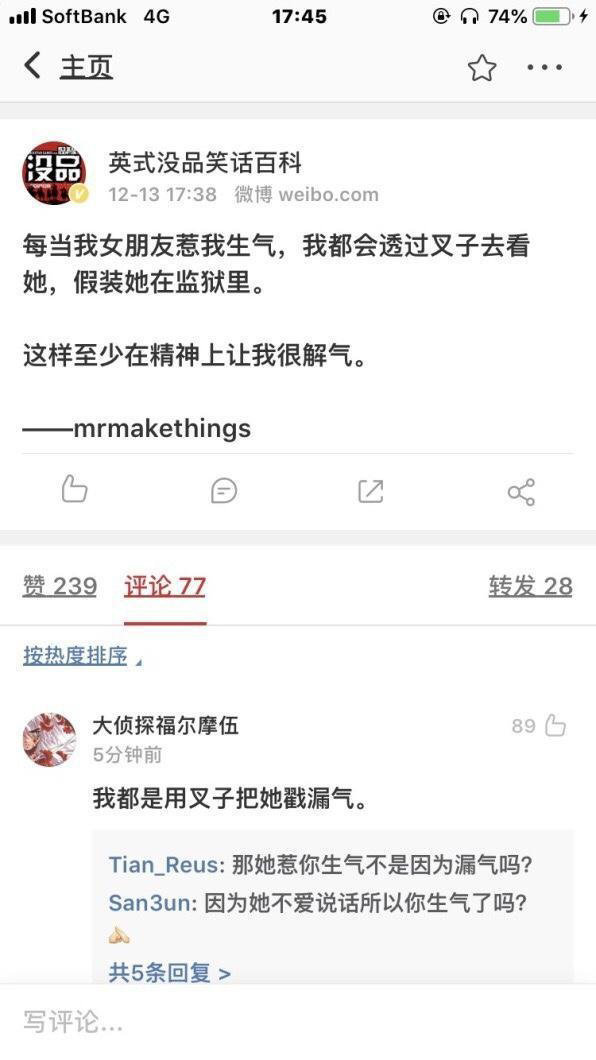 SoftBank 4G 17:45 74%
主页
没品
英式没品笑话百科
12-13 17:38 微博 weibo.com
每当我女朋友惹我生气，我都会透过叉子去看
她，假装她在监狱里。
这样至少在精神上让我很解气。
——mrmakethings
赞 239 评论 77 转发 28
按热度排序
大侦探福尔摩伍 89
5分钟前
我都是用叉子把她戳漏气。
Tian_Reus: 那她惹你生气不是因为漏气吗?
San3un: 因为她不爱说话所以你生气了吗?
共5条回复 >
写评论...